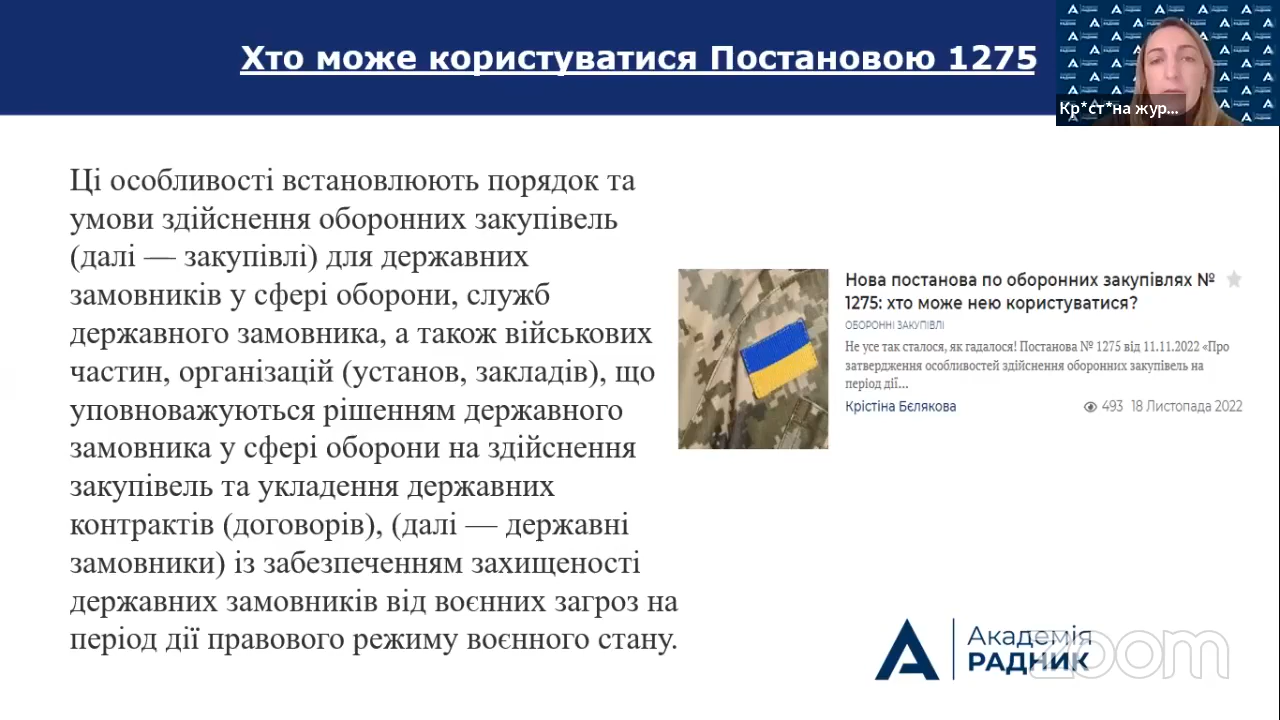 Хто може користуватися Постановою 1275
Кр*ст*на жур...
Ці особливості встановлюють порядок та
умови здійснення оборонних закупівель
(далі — закупівлі) для державних
замовників у сфері оборони, служб
державного замовника, а також військових
частин, організацій (установ, закладів), що
уповноважуються рішенням державного
замовника у сфері оборони на здійснення
закупівель та укладення державних
контрактів (договорів), (далі — державні
замовники) із забезпеченням захищеності
державних замовників від воєнних загроз на
період дії правового режиму воєнного стану.
Нова постанова по оборонних закупівлях №
1275: хто може нею користуватися?
ОБОРОННІ ЗАКУПІВЛІ
Не усе так сталося, як гадалося! Постанова № 1275 від 11.11.2022 «Про
затвердження особливостей здійснення оборонних закупівель на
період дії...
Крістіна Бєлякова
493 18 Листопада 2022
Академія
РАДНИК
zoom